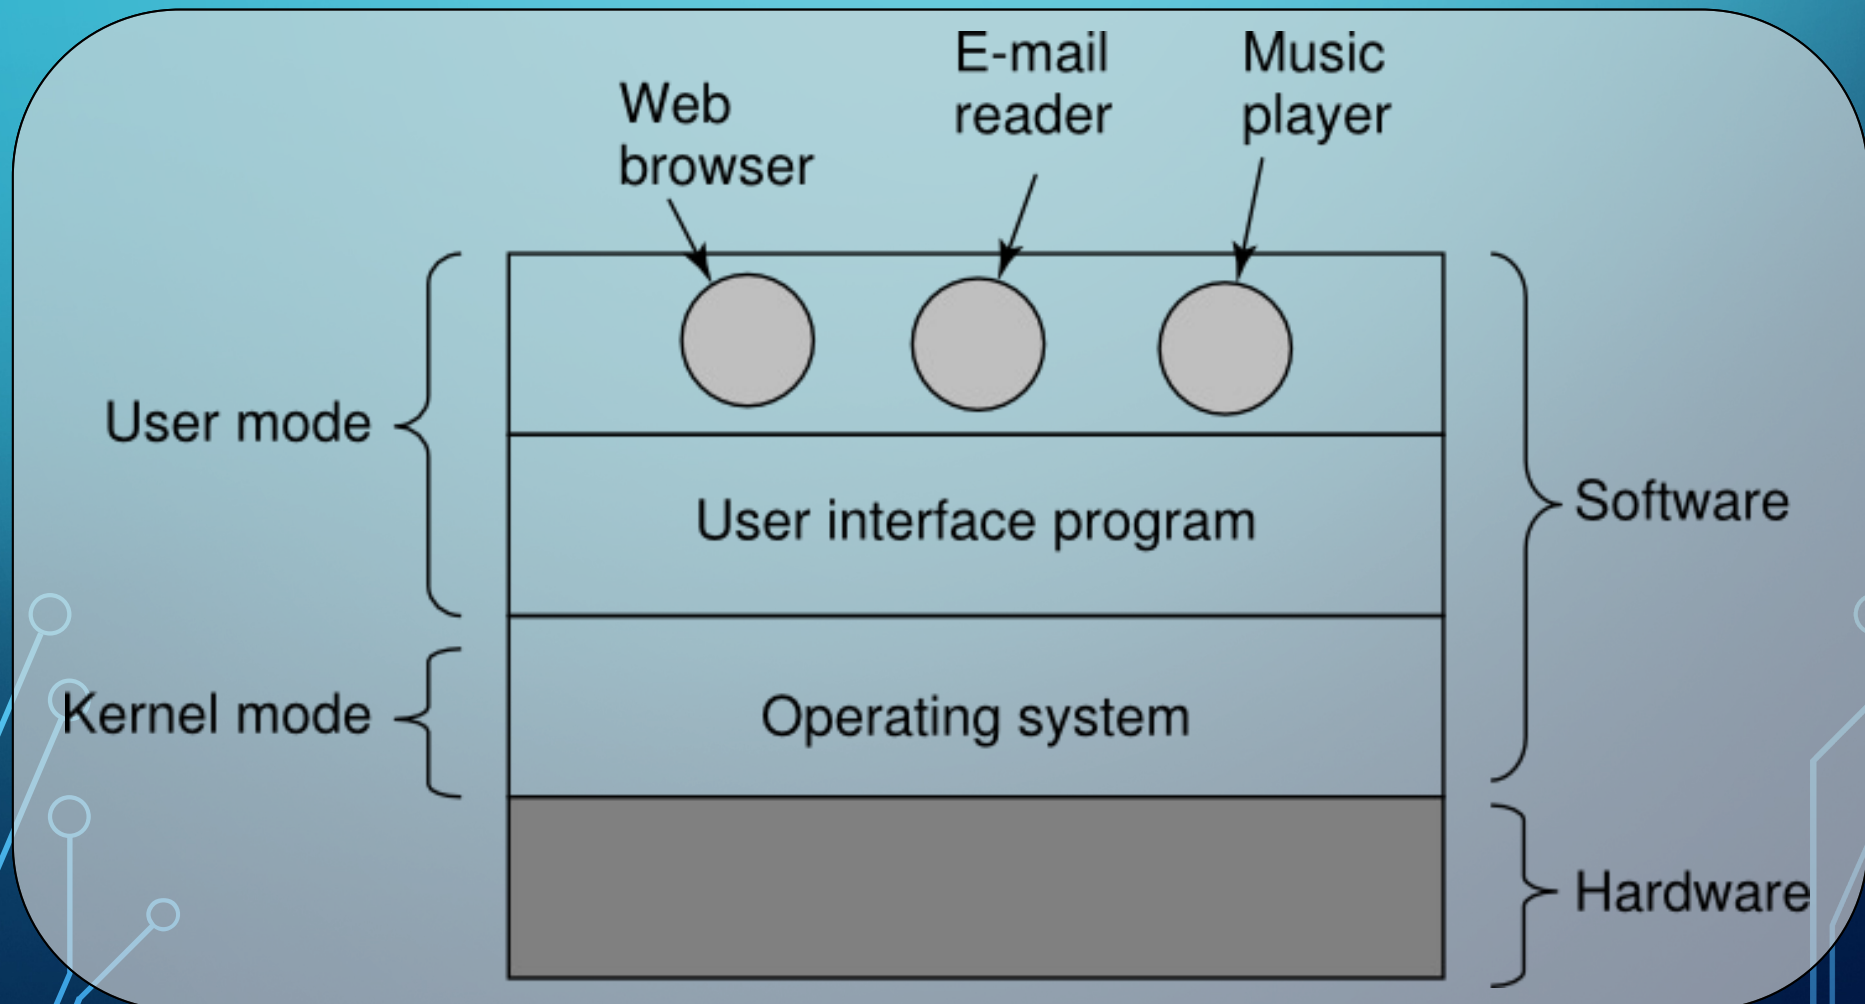 Web
browser
E-mail
reader
Music
player
User mode
User interface program
Software
Kernel mode
Operating system
Hardware